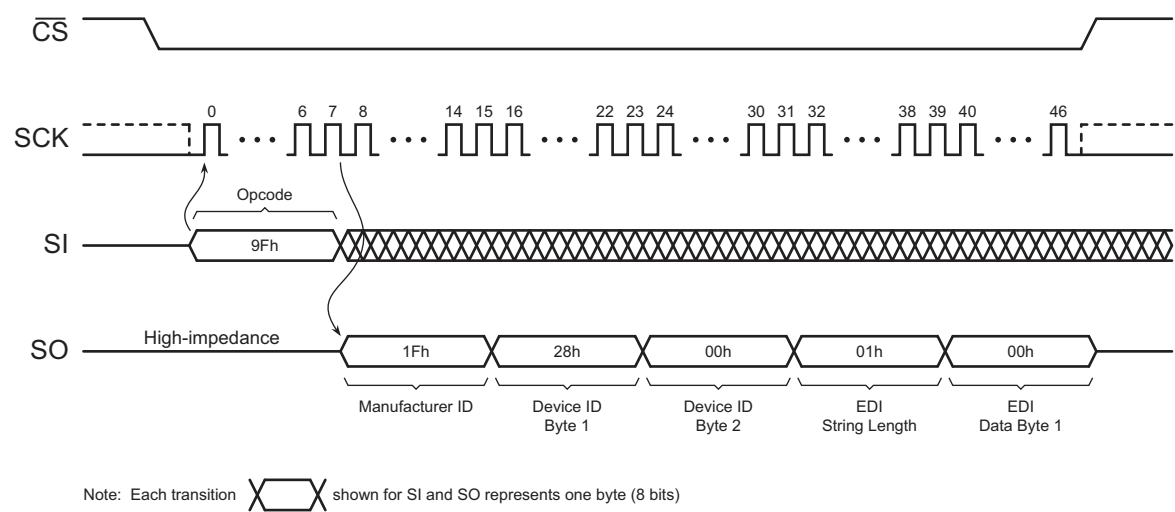 CS
SCK
0 6 7 8 14 15 16 22 23 24 30 31 32 38 39 40 46
Opcode
SI
9Fh
SO
High-impedance
1Fh 28h 00h 01h 00h
Manufacturer ID
Device ID
Byte 1
Device ID
Byte 2
EDI
String Length
EDI
Data Byte 1
Note: Each transition shown for SI and SO represents one byte (8 bits)